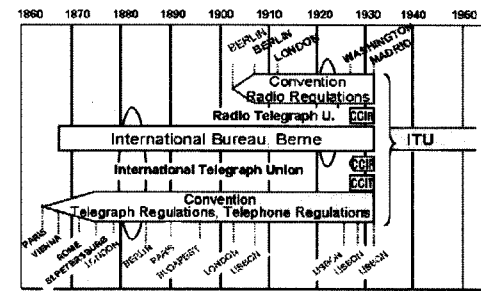 1860 1870 1880 1890 1900 1910 1920 1930 1940 1950
BERLIN
BERLIN
LONDON
WASHINGTON
MADRID
Convention
Radio Regulations
Radio Telegraph U.
CCIR
International Bureau, Berne
ITU
International Telegraph Union
CCIF
CCIT
Convention
Telegraph Regulations, Telephone Regulations
PARIS
VIENNA
ROME
ST.PETERSBURG
LONDON
BERLIN
PARIS
BUDAPEST
LONDON
LISBON
LISBON
LISBON